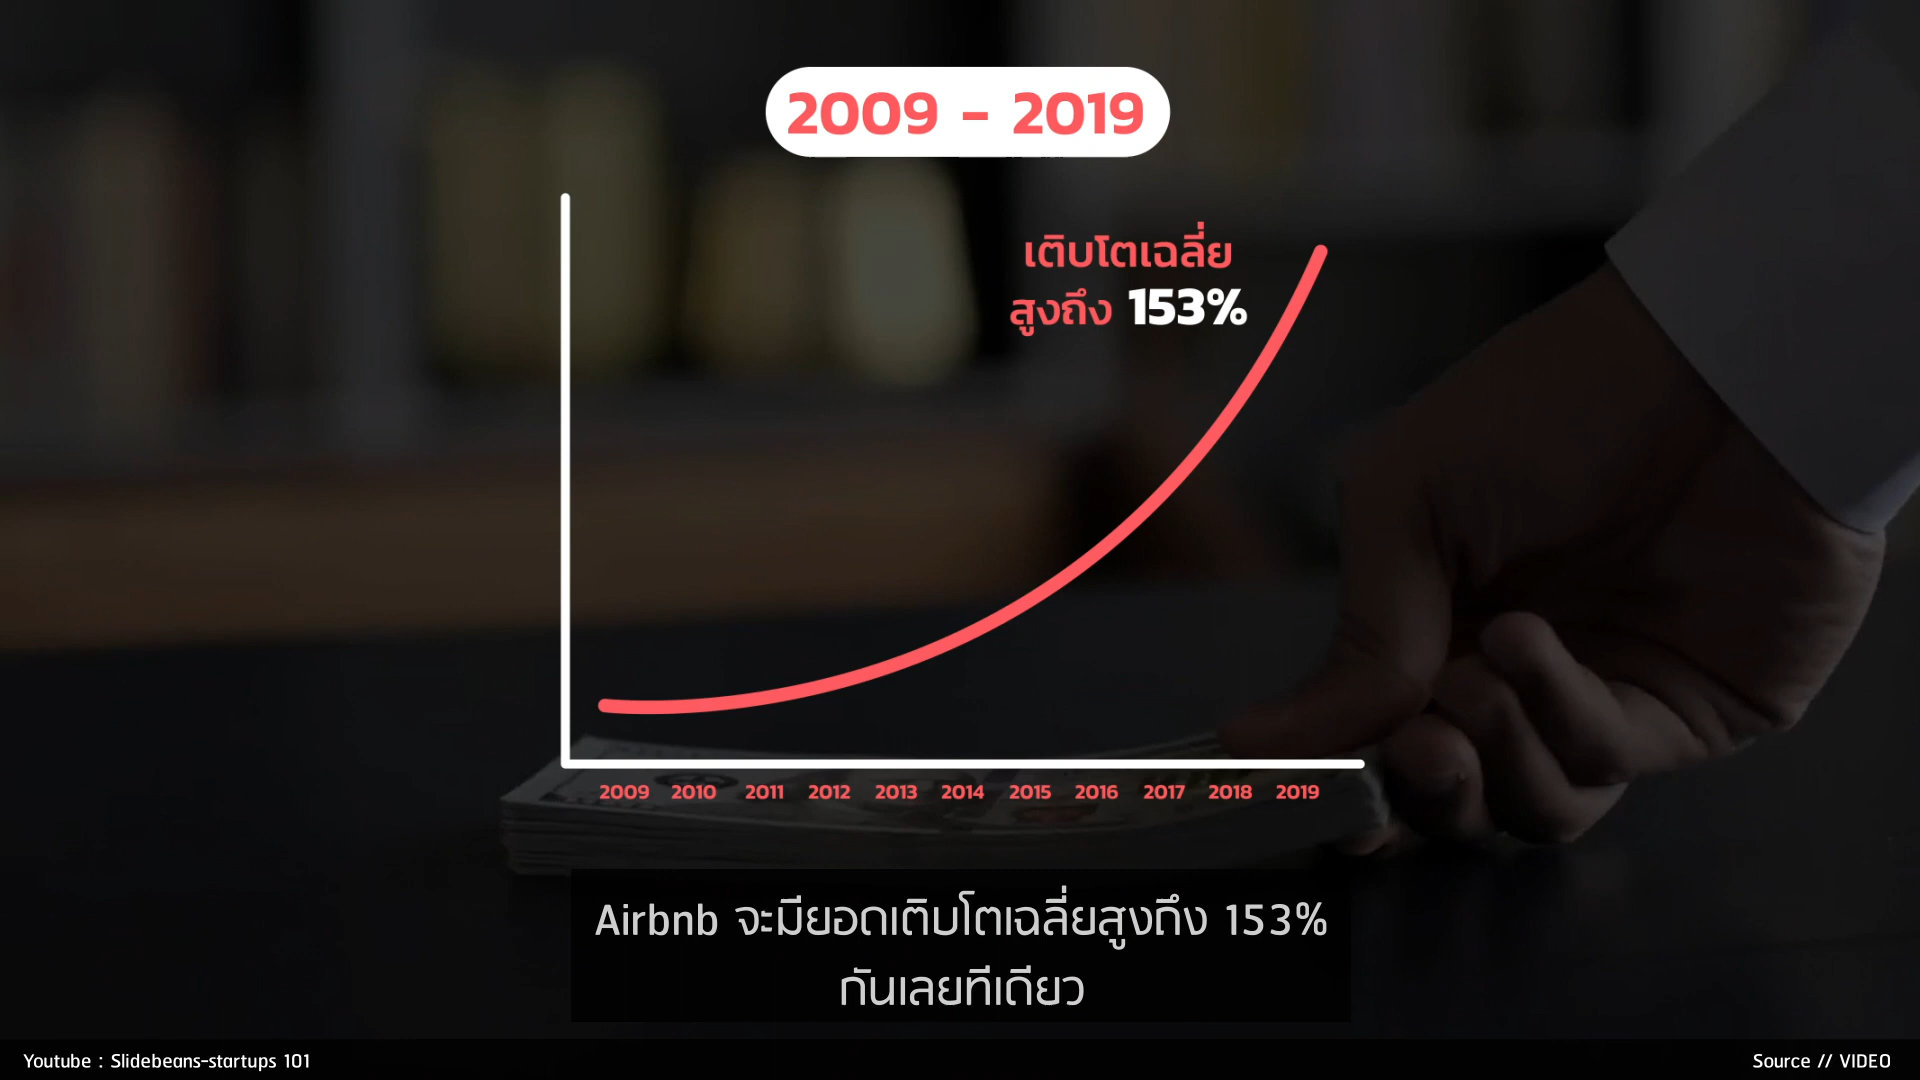 2009 - 2019
เติบโตเฉลี่ย
สูงถึง 153%
2009 2010 2011 2012 2013 2014 2015 2016 2017 2018 2019
Airbnb จะมียอดเติบโตเฉลี่ยสูงถึง 153%
กันเลยทีเดียว
Youtube : Slidebeans-startups 101
Source // VIDEO